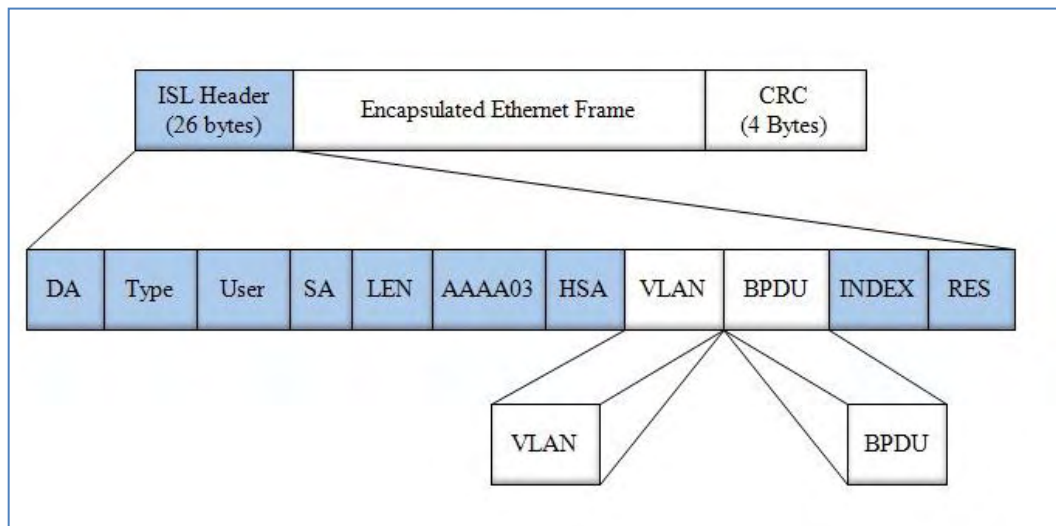 ISL Header
(26 bytes)
Encapsulated Ethernet Frame
CRC
(4 Bytes)
DA Type User SA LEN AAAA03 HSA VLAN BPDU INDEX RES
VLAN BPDU